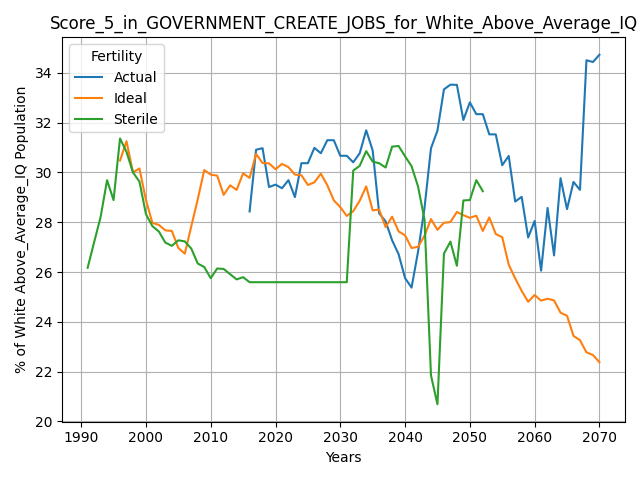 Score_5_in_GOVERNMENT_CREATE_JOBS_for_White_Above_Average_IQ
Fertility
Actual
Ideal
Sterile
% of White Above_Average_IQ Population
34
32
30
28
26
24
22
20
1990 2000 2010 2020 2030 2040 2050 2060 2070
Years